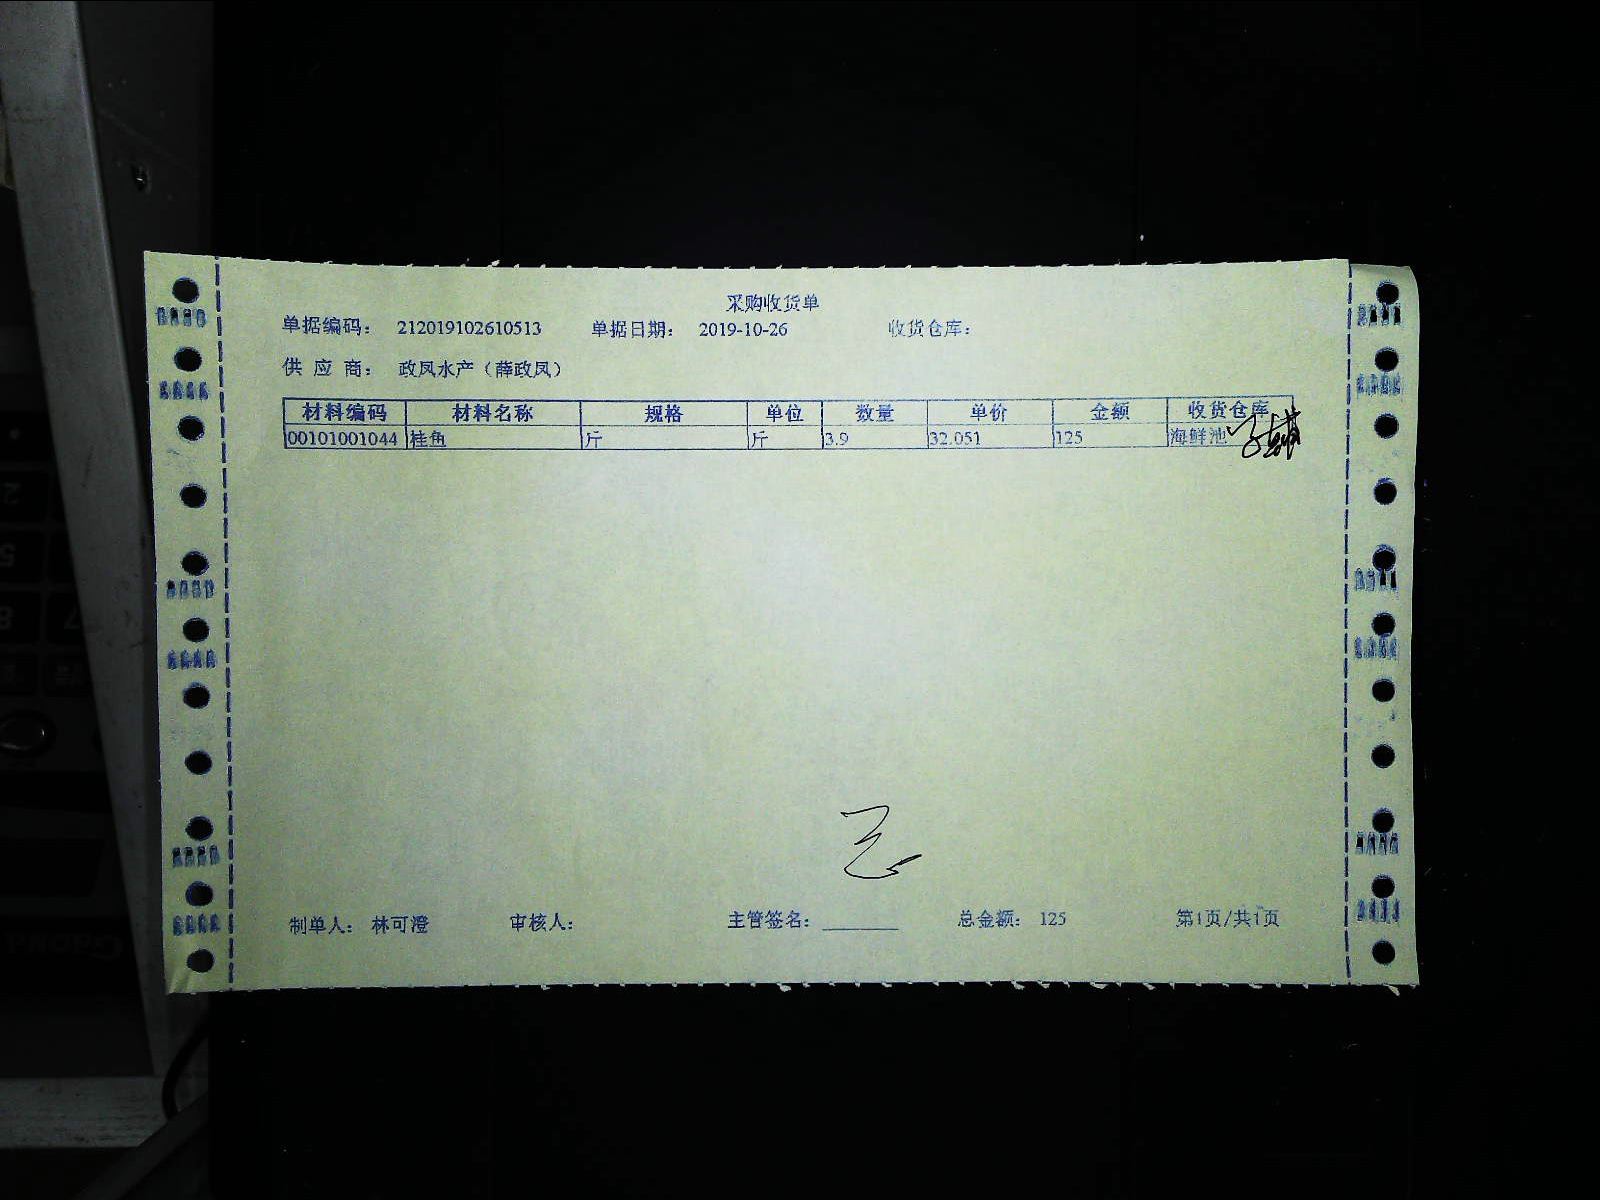 采购收货单
单据编码： 212019102610513 单据日期： 2019-10-26 收货仓库：
供 应 商： 政凤水产（薛政凤）
材料编码 材料名称 规格 单位 数量 单价 金额 收货仓库
00101001044 桂鱼 斤 斤 3.9 32.051 125 海鲜池
制单人： 林可澄 审核人： 主管签名： 总金额： 125 第1页/共1页